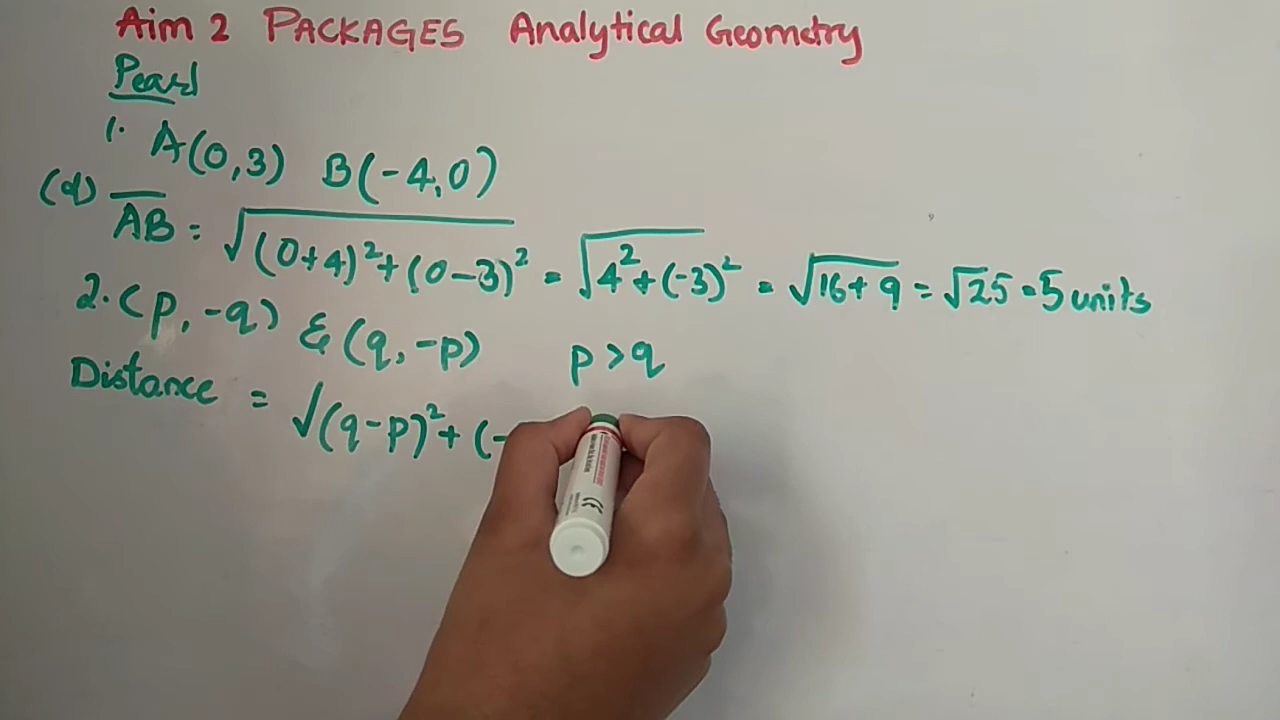 Aim 2 PACKAGES Analytical Geometry
Pearl
1. A(0,3) B(-4,0)
(d) A̅B̅ = √(0+4)²+(0-3)² = √4²+(-3)² = √16+9 = √25 = 5 units
2. (p, -q) & (q, -p) p > q
Distance = √(q-p)²+(-